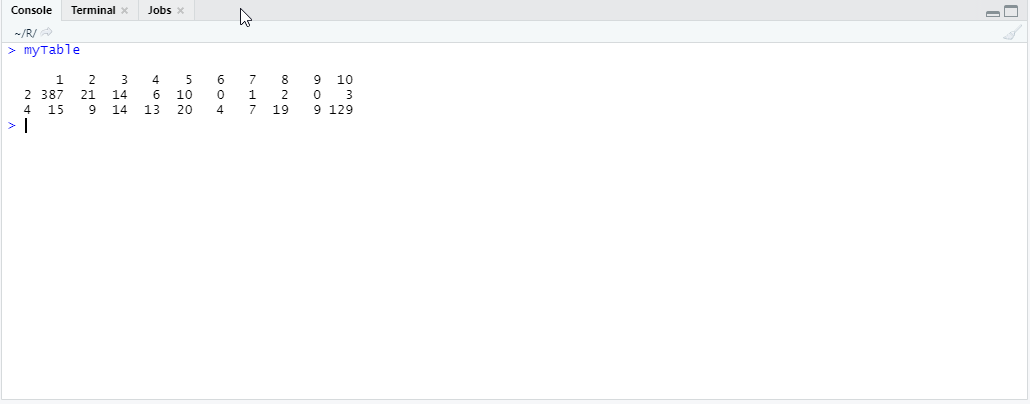 Console Terminal Jobs
~/R/
> myTable
1 2 3 4 5 6 7 8 9 10
2 387 21 14 6 10 0 1 2 0 3
4 15 9 14 13 20 4 7 19 9 129
>